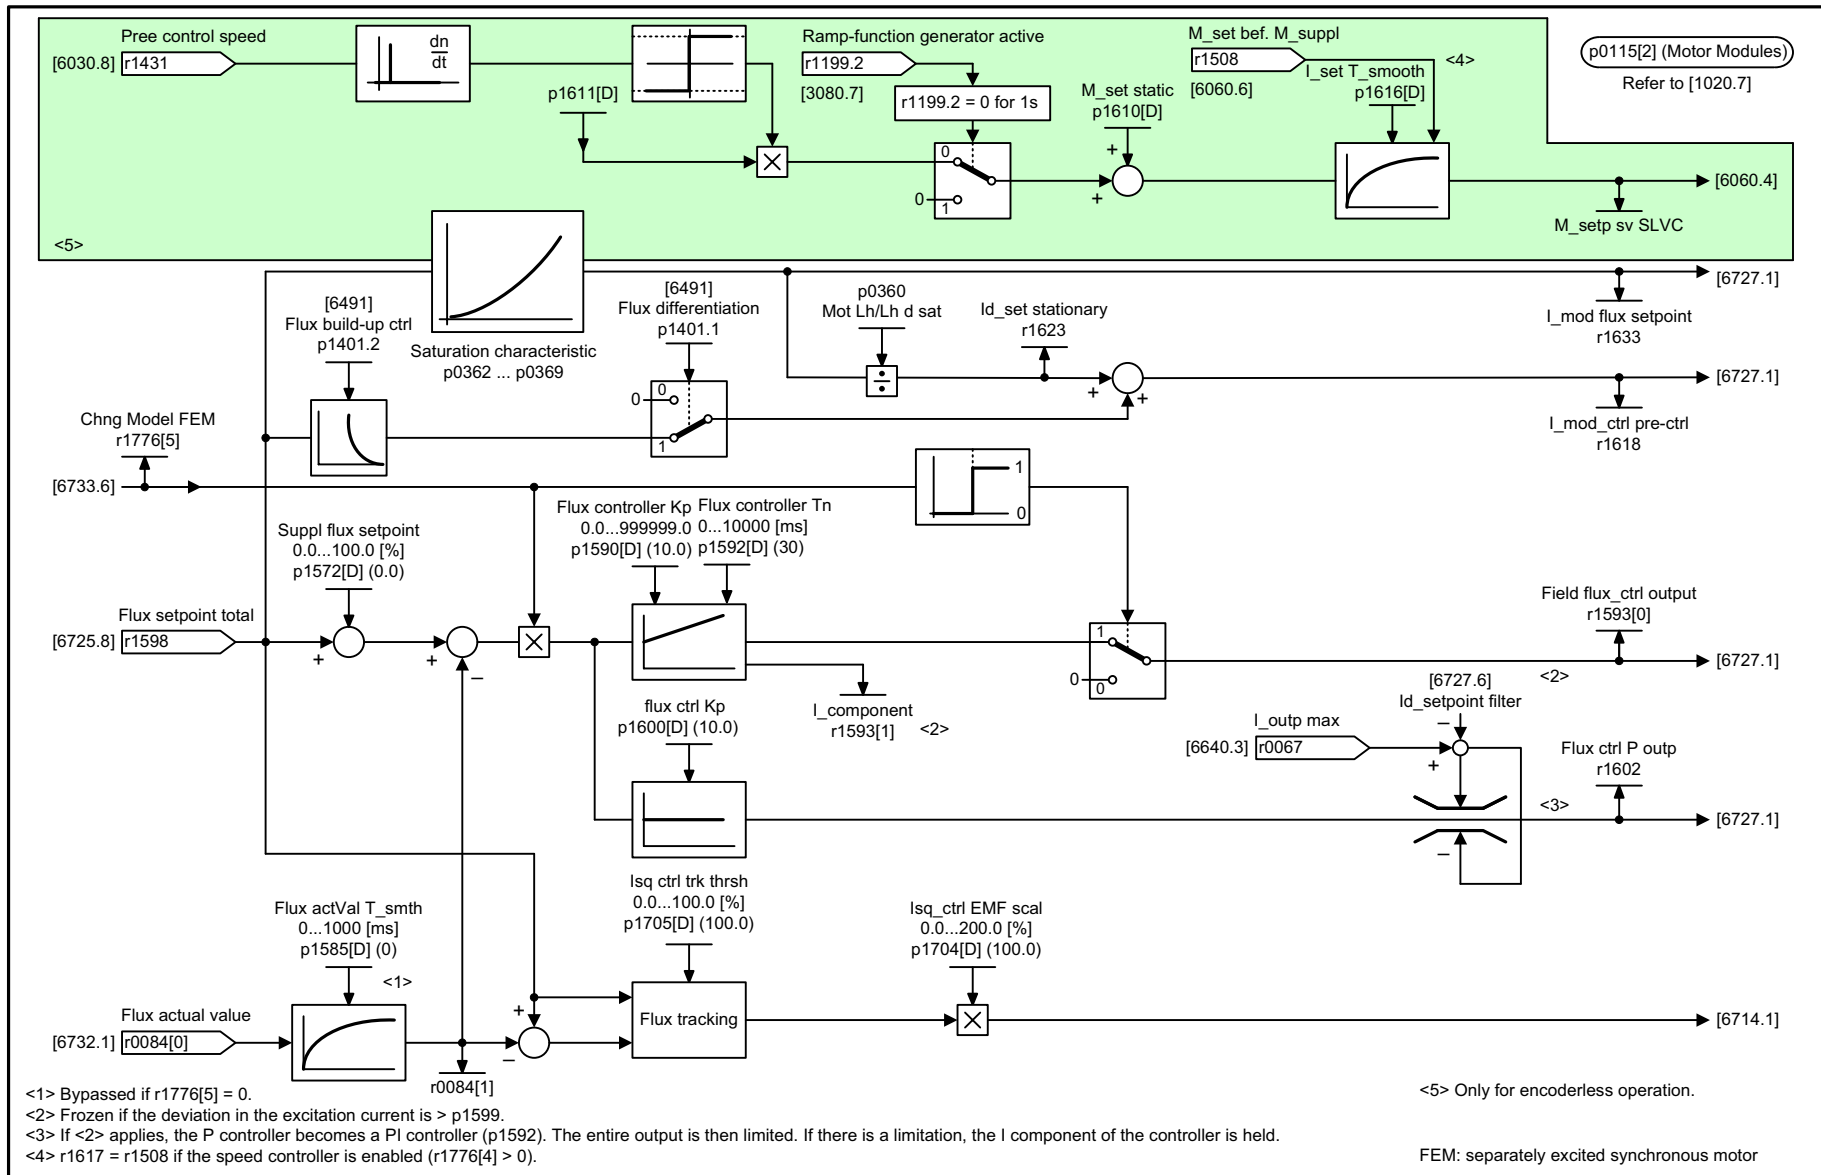 Pree control speed
[6030.8] r1431
dn
dt
p1611[D]
Ramp-function generator active
r1199.2
[3080.7]
r1199.2 = 0 for 1s
0
0
1
M_set static
p1610[D]
+
+
M_set bef. M_suppl
r1508
[6060.6]
<4>
I_set T_smooth
p1616[D]
p0115[2] (Motor Modules)
Refer to [1020.7]
[6060.4]
M_setp sv SLVC
<5>
[6727.1]
I_mod flux setpoint
r1633
[6491]
Flux build-up ctrl
p1401.2
Saturation characteristic
p0362 ... p0369
[6491]
Flux differentiation
p1401.1
0
0
1
p0360
Mot Lh/Lh d sat
Id_set stationary
r1623
+
+
[6727.1]
I_mod_ctrl pre-ctrl
r1618
Chng Model FEM
r1776[5]
[6733.6]
1
0
Suppl flux setpoint
0.0...100.0 [%]
p1572[D] (0.0)
Flux controller Kp
0.0...999999.0
p1590[D] (10.0)
Flux controller Tn
0...10000 [ms]
p1592[D] (30)
Flux setpoint total
[6725.8] r1598
+
+
–
1
0
0
I_component
r1593[1]
<2>
Field flux_ctrl output
r1593[0]
<2>
[6727.1]
flux ctrl Kp
p1600[D] (10.0)
[6727.6]
Id_setpoint filter
I_outp max
[6640.3] r0067
–
+
–
<3>
Flux ctrl P outp
r1602
[6727.1]
Isq ctrl trk thrsh
0.0...100.0 [%]
p1705[D] (100.0)
Isq_ctrl EMF scal
0.0...200.0 [%]
p1704[D] (100.0)
Flux actVal T_smth
0...1000 [ms]
p1585[D] (0)
<1>
Flux actual value
[6732.1] r0084[0]
r0084[1]
+
–
Flux tracking
[6714.1]
<1> Bypassed if r1776[5] = 0.
<2> Frozen if the deviation in the excitation current is > p1599.
<3> If <2> applies, the P controller becomes a PI controller (p1592). The entire output is then limited. If there is a limitation, the I component of the controller is held.
<4> r1617 = r1508 if the speed controller is enabled (r1776[4] > 0).
<5> Only for encoderless operation.
FEM: separately excited synchronous motor